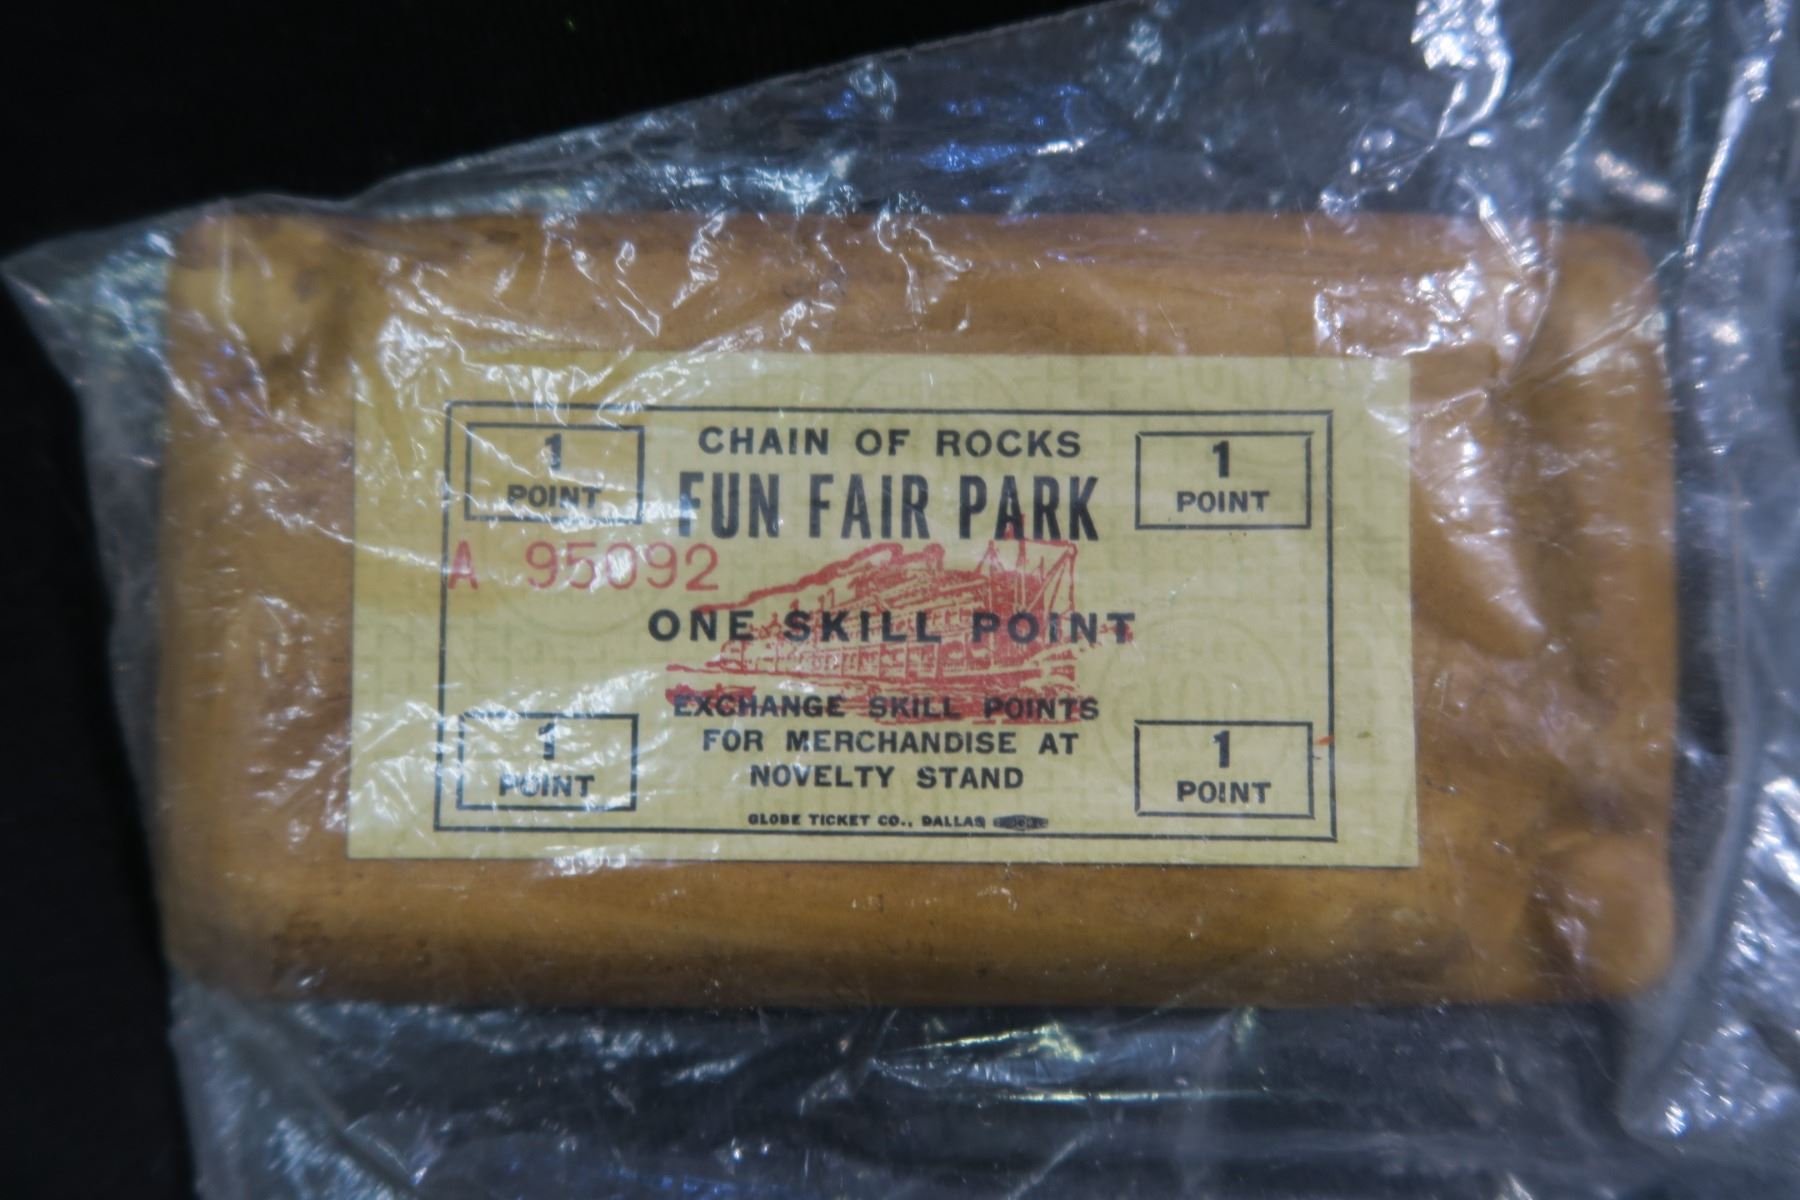 CHAIN OF ROCKS
FUN FAIR PARK
1
POINT
1
POINT
A 95092
ONE SKILL POINT
EXCHANGE SKILL POINTS
FOR MERCHANDISE AT
NOVELTY STAND
1
POINT
1
POINT
GLOBE TICKET CO., DALLAS